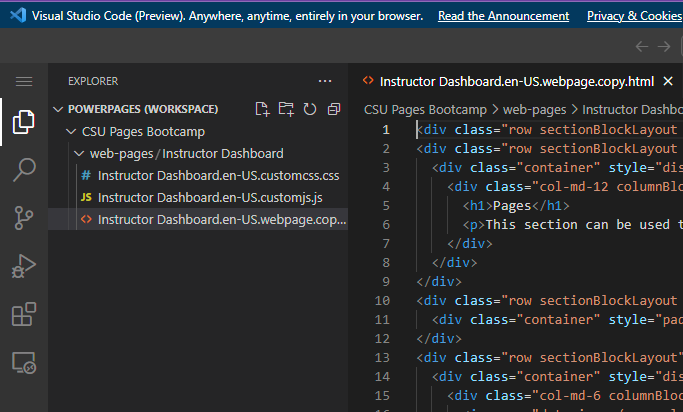 Visual Studio Code (Preview). Anywhere, anytime, entirely in your browser. Read the Announcement Privacy & Cookies
EXPLORER
POWERPAGES (WORKSPACE)
CSU Pages Bootcamp
web-pages / Instructor Dashboard
# Instructor Dashboard.en-US.customcss.css
JS Instructor Dashboard.en-US.customjs.js
<> Instructor Dashboard.en-US.webpage.cop...
<> Instructor Dashboard.en-US.webpage.copy.html
CSU Pages Bootcamp > web-pages > Instructor Dashbo
1 <div class="row sectionBlockLayout
2 <div class="row sectionBlockLayout
3 <div class="container" style="dis
4 <div class="col-md-12 columnBlo
5 <h1>Pages</h1>
6 <p>This section can be used t
7 </div>
8 </div>
9 </div>
10 <div class="row sectionBlockLayout
11 <div class="container" style="pad
12 </div>
13 <div class="row sectionBlockLayout"
14 <div class="container" style="dis
15 <div class="col-md-6 columnBloc